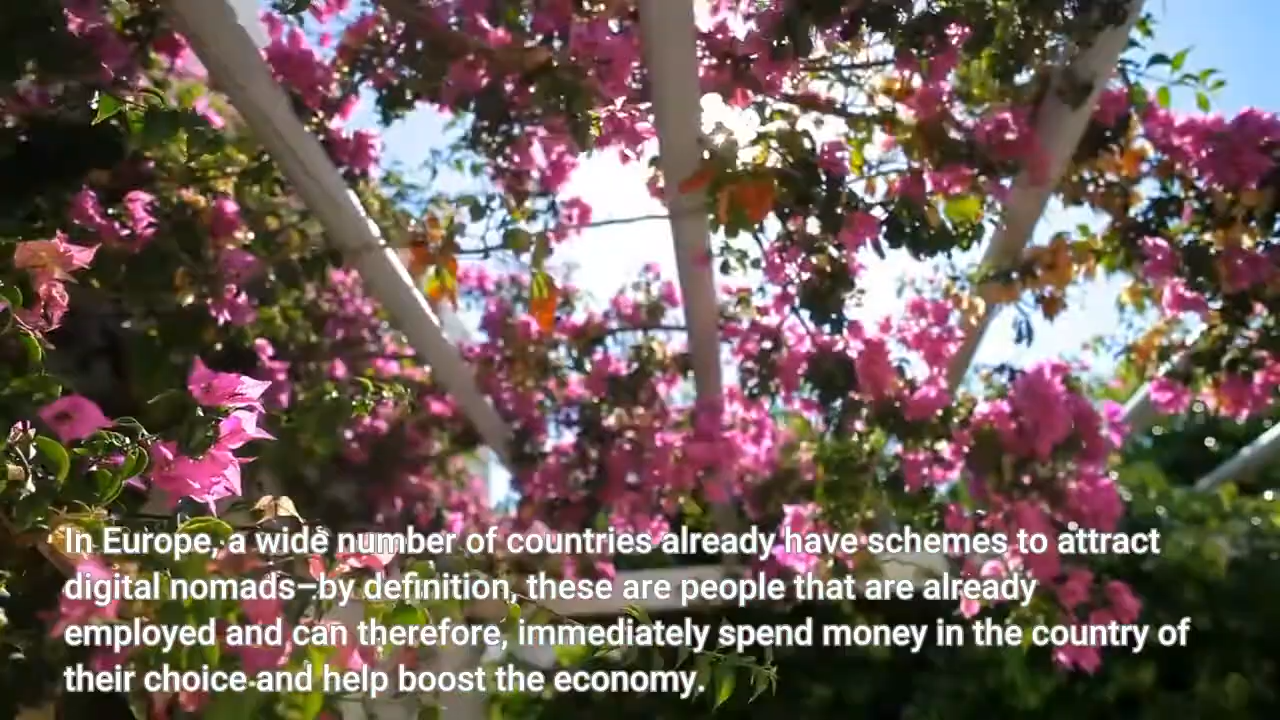 In Europe, a wide number of countries already have schemes to attract
digital nomads–by definition, these are people that are already
employed and can therefore, immediately spend money in the country of
their choice and help boost the economy.